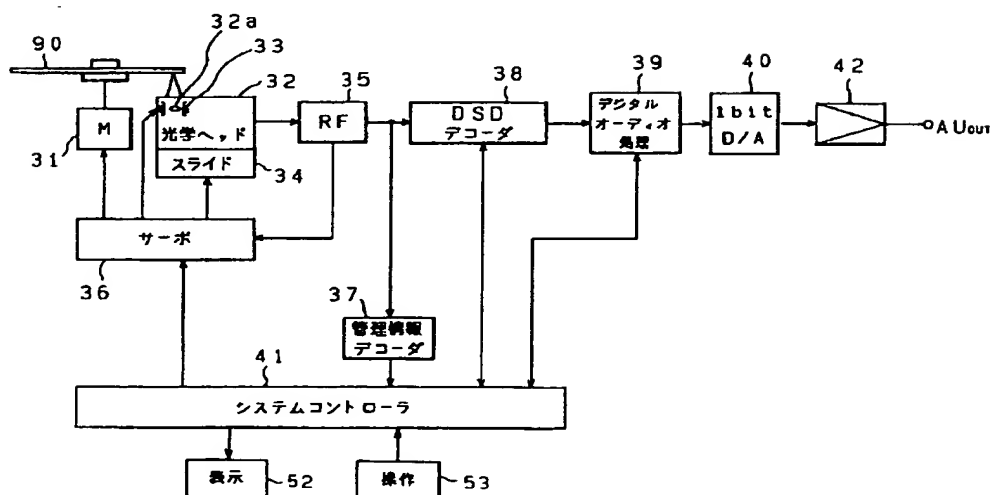 90
32a
33
32
35
38
39
40
42
M
31
光学ヘッド
スライド
34
RF
DSD
デコーダ
デジタル
オーディオ
処理
1bit
D/A
AUOUT
サーボ
36
37
管理情報
デコーダ
41
システムコントローラ
表示
52
操作
53